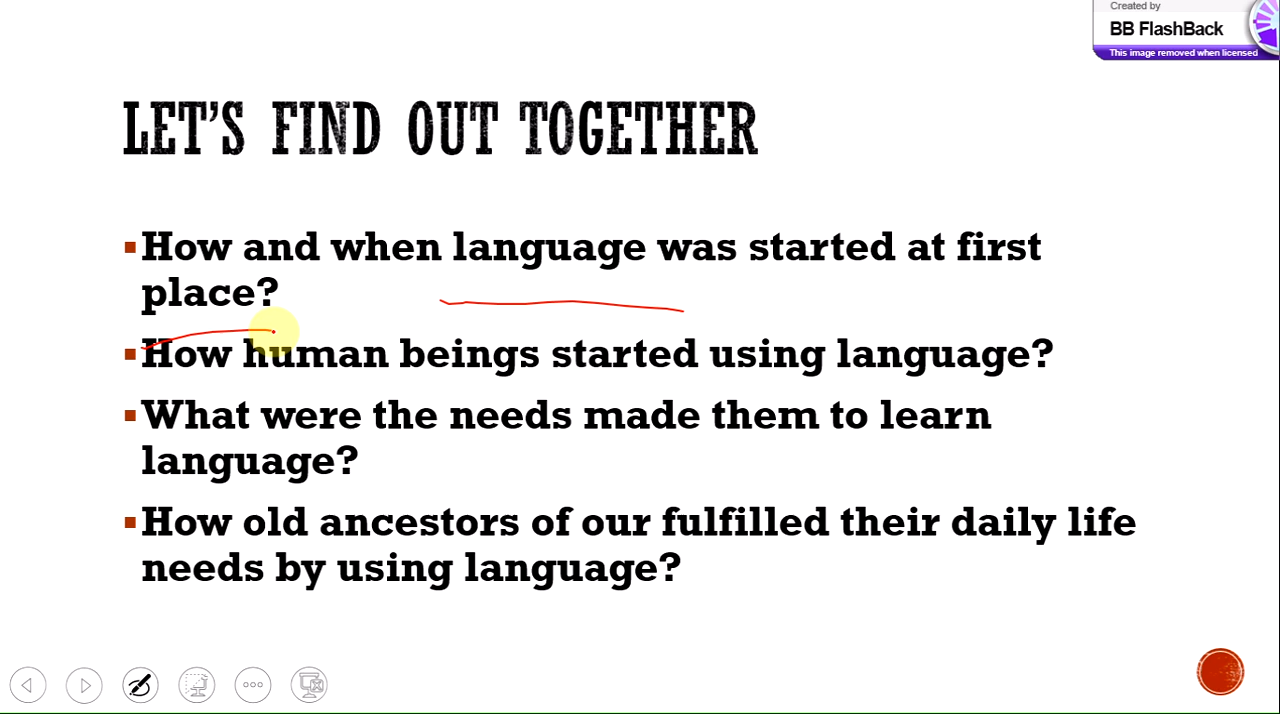 Created by
BB FlashBack
This image removed when licensed
LET'S FIND OUT TOGETHER
How and when language was started at first
place?
How human beings started using language?
What were the needs made them to learn
language?
How old ancestors of our fulfilled their daily life
needs by using language?